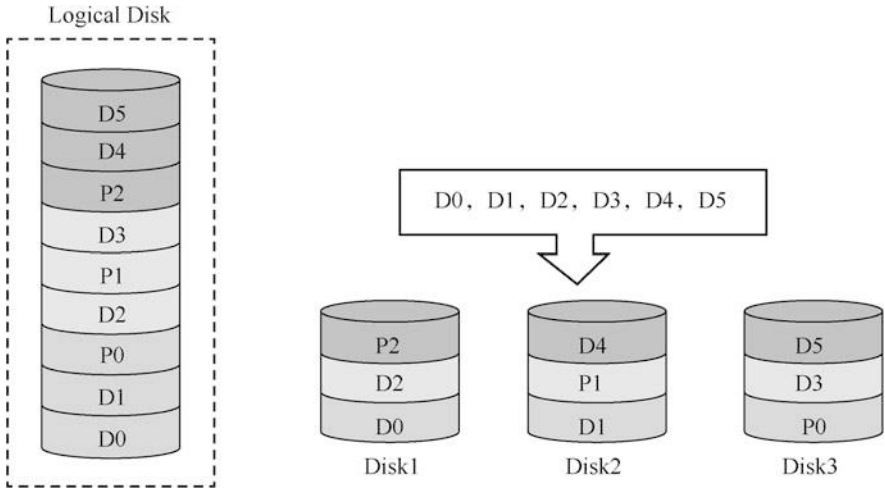 Logical Disk
D5
D4
P2
D3
P1
D2
P0
D1
D0
D0, D1, D2, D3, D4, D5
P2
D2
D0
Disk1
D4
P1
D1
Disk2
D5
D3
P0
Disk3